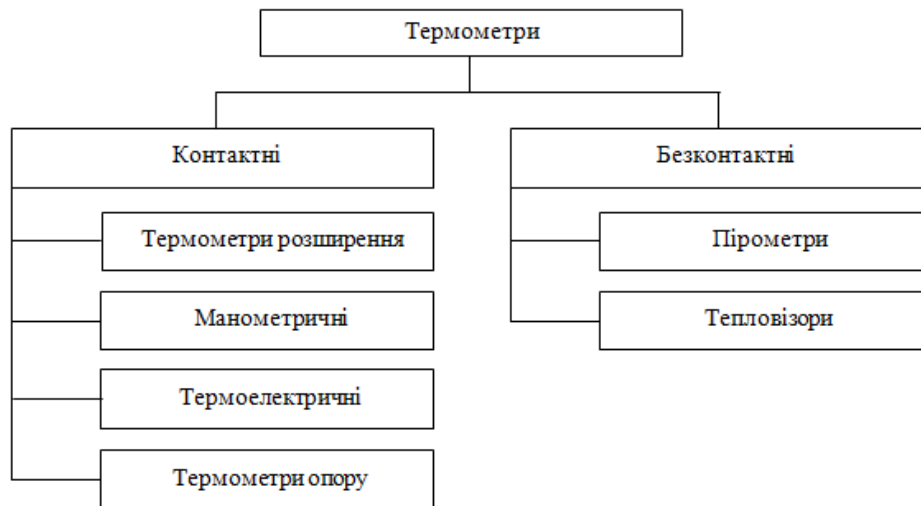 Термометри
Контактні
Безконтактні
Термометри розширення
Пірометри
Манометричні
Тепловізори
Термоелектричні
Термометри опору